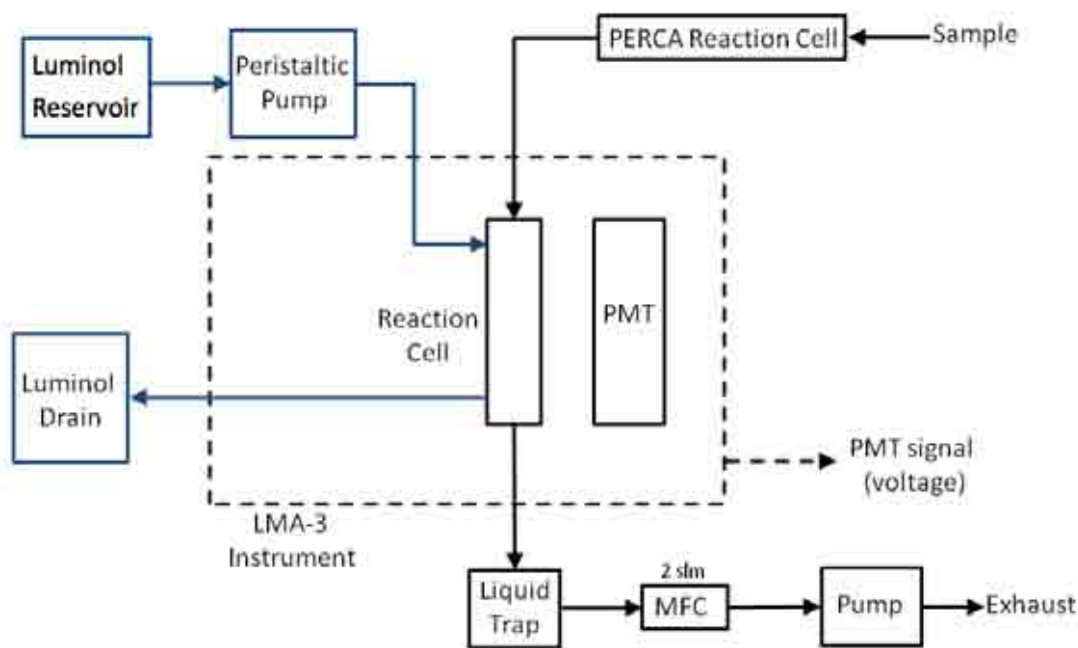 PERCA Reaction Cell
Sample
Luminol
Reservoir
Peristaltic
Pump
Reaction
Cell
PMT
Luminol
Drain
PMT signal
(voltage)
LMA-3
Instrument
Liquid
Trap
2 slm
MFC
Pump
Exhaust